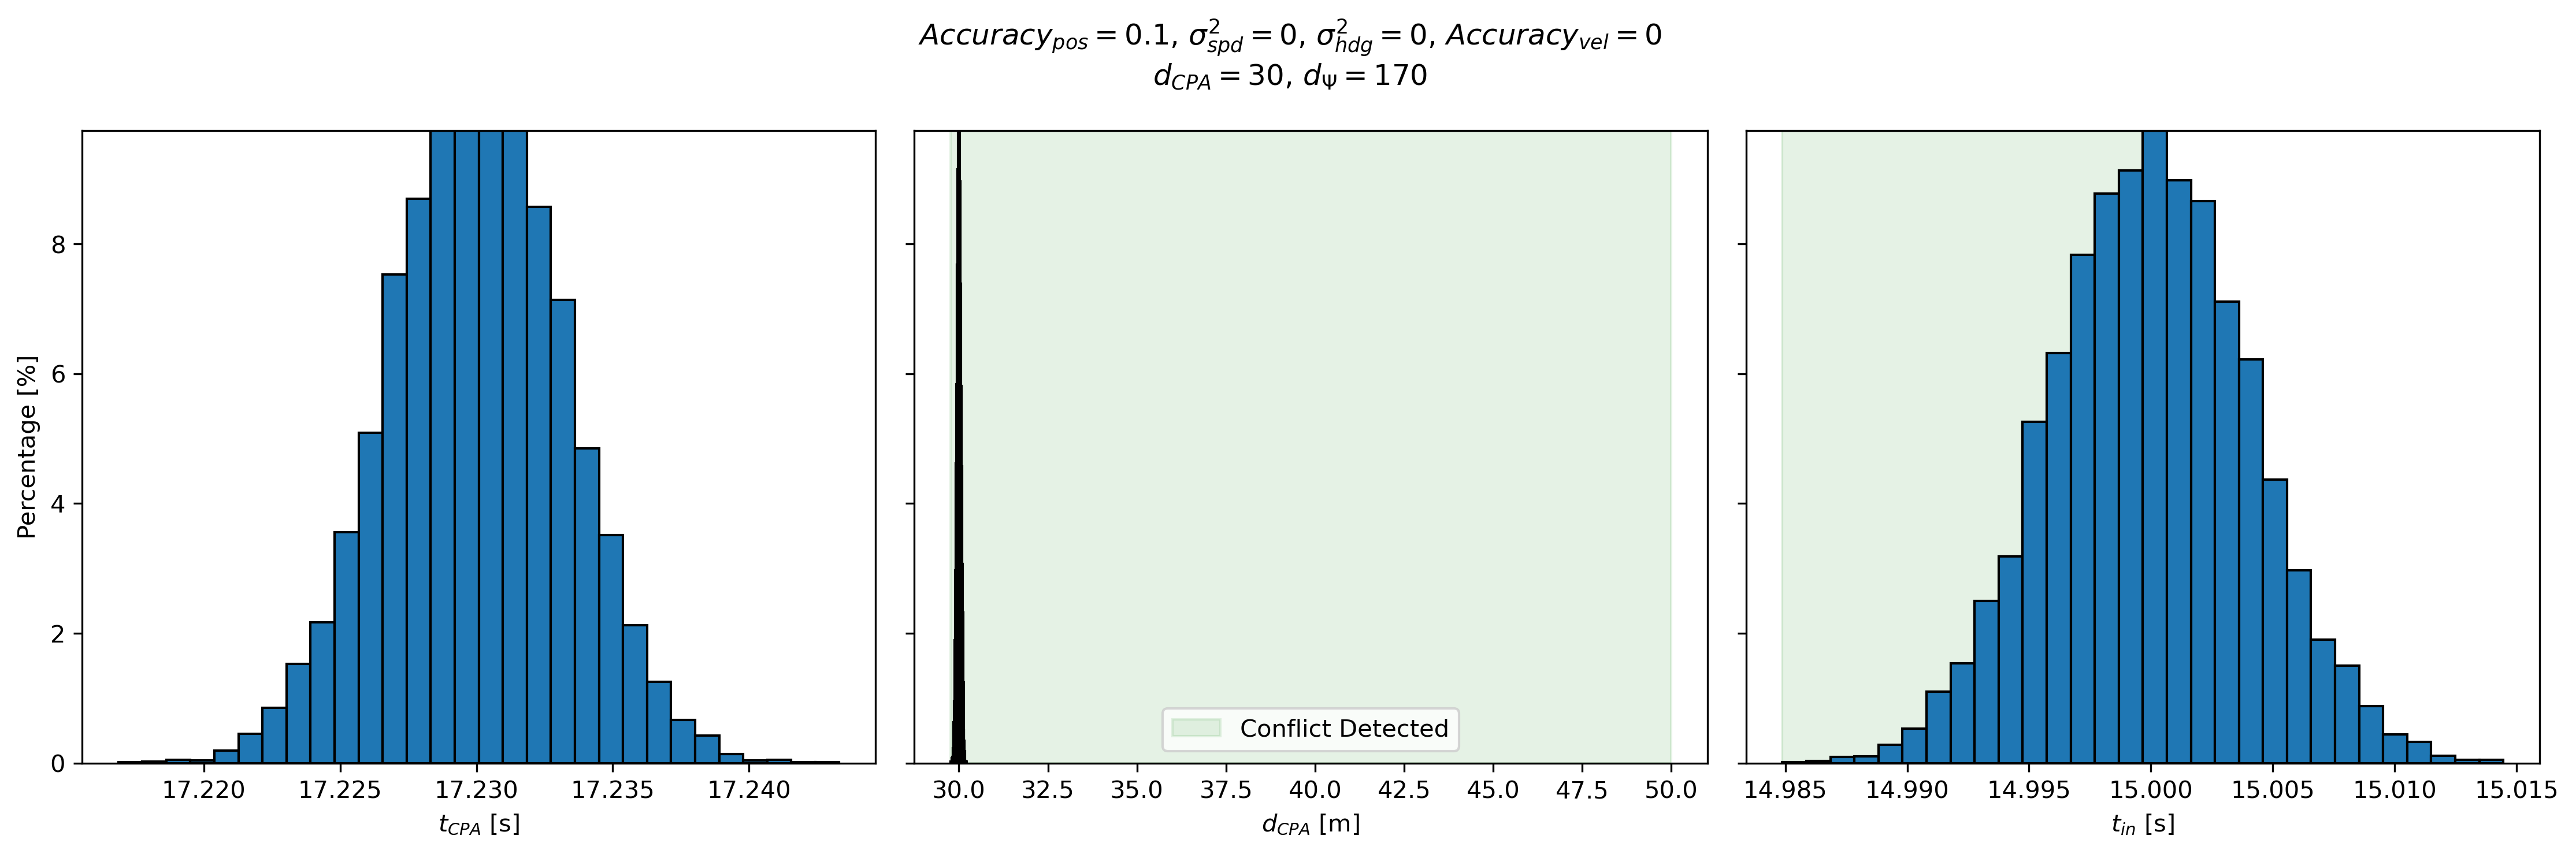 Accuracy_pos = 0.1, σ²_spd = 0, σ²_hdg = 0, Accuracy_vel = 0
d_CPA = 30, d_Ψ = 170
Percentage [%]
8
6
4
2
0
17.220 17.225 17.230 17.235 17.240
t_CPA [s]
Conflict Detected
30.0 32.5 35.0 37.5 40.0 42.5 45.0 47.5 50.0
d_CPA [m]
14.985 14.990 14.995 15.000 15.005 15.010 15.015
t_in [s]